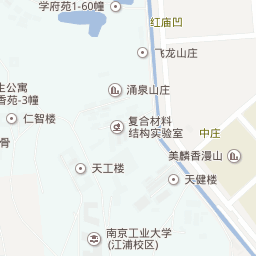 学府苑1-60幢
红庙凹
飞龙山庄
生公寓
香苑-3幢
涌泉山庄
仁智楼
复合材料
结构实验室
中庄
骨
美麟香漫山
天工楼
天健楼
南京工业大学
(江浦校区)